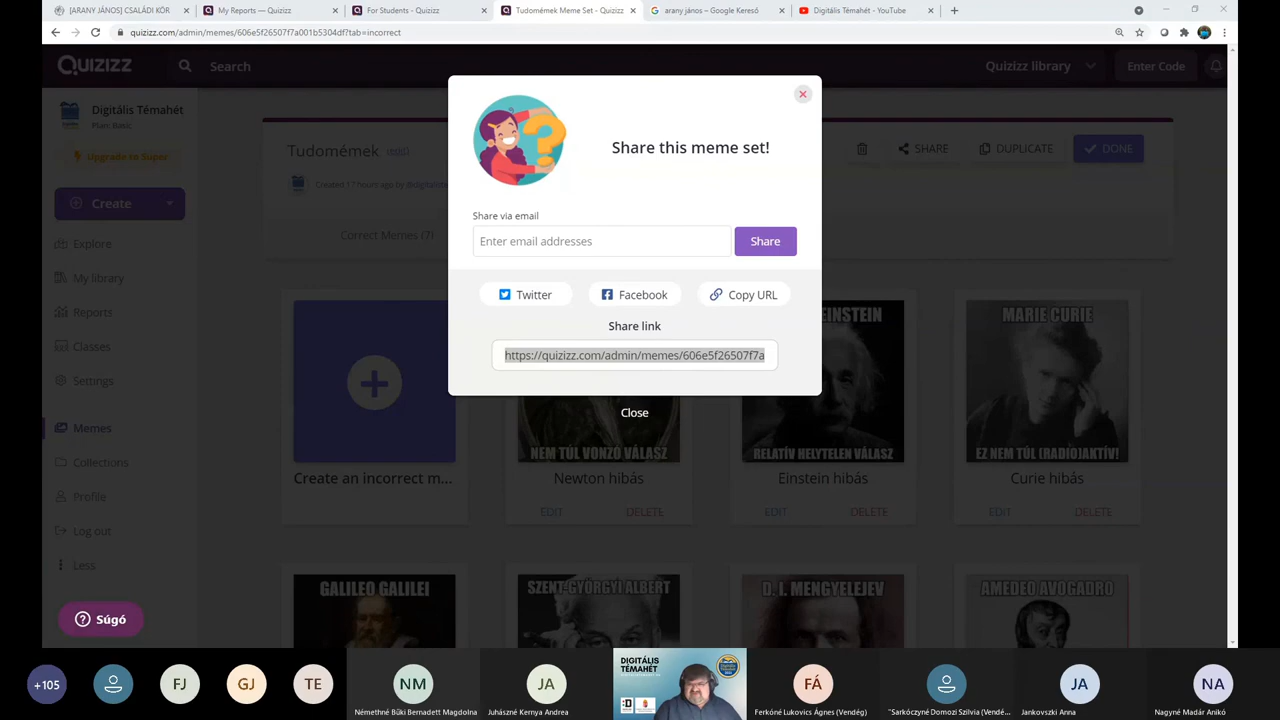 [ARANY JÁNOS] CSALÁDI KÖR
My Reports — Quizizz
For Students - Quizizz
Tudomémek Meme Set - Quizizz
arany jános – Google Kereső
Digitális Témahét - YouTube
quizizz.com/admin/memes/606e5f26507f7a001b5304df?tab=incorrect
QUIZIZZ
Search
Quizizz library
Enter Code
Digitális Témahét
Plan: Basic
Upgrade to Super
Create
Explore
My library
Reports
Classes
Settings
Memes
Collections
Profile
Log out
Less
Súgó
Tudomémek (edit)
Created 17 hours ago by
Correct Memes (7)
SHARE
DUPLICATE
DONE
Share this meme set!
Share via email
Enter email addresses
Share
Twitter
Facebook
Copy URL
Share link
https://quizizz.com/admin/memes/606e5f26507f7a
Close
Create an incorrect m...
NEM TÚL VONZÓ VÁLASZ
Newton hibás
EDIT
DELETE
EINSTEIN
RELATÍV HELYTELEN VÁLASZ
Einstein hibás
EDIT
DELETE
MARIE CURIE
EZ NEM TÚL (RADIO)AKTÍV!
Curie hibás
EDIT
DELETE
GALILEO GALILEI
SZENT-GYÖRGYI ALBERT
D. I. MENGYELEJEV
AMEDEO AVOGADRO
+105
FJ
GJ
TE
NM
Némethné Büki Bernadett Magdolna
JA
Juhászné Kernya Andrea
DIGITÁLIS
TÉMAHÉT
FÁ
Ferkóné Lukovics Ágnes (Vendég)
"Sarkóczyné Domozi Szilvia (Vendé...
JA
Jankovszki Anna
NA
Nagyné Madár Anikó